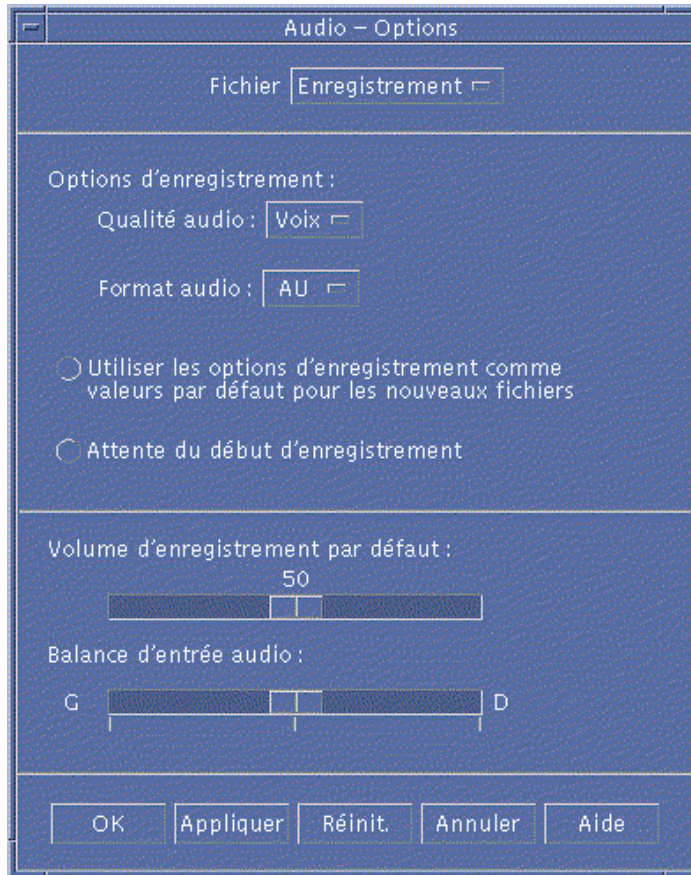 Audio – Options
Fichier Enregistrement
Options d'enregistrement :
Qualité audio : Voix
Format audio : AU
Utiliser les options d'enregistrement comme
valeurs par défaut pour les nouveaux fichiers
Attente du début d'enregistrement
Volume d'enregistrement par défaut :
50
Balance d'entrée audio :
G D
OK Appliquer Réinit. Annuler Aide